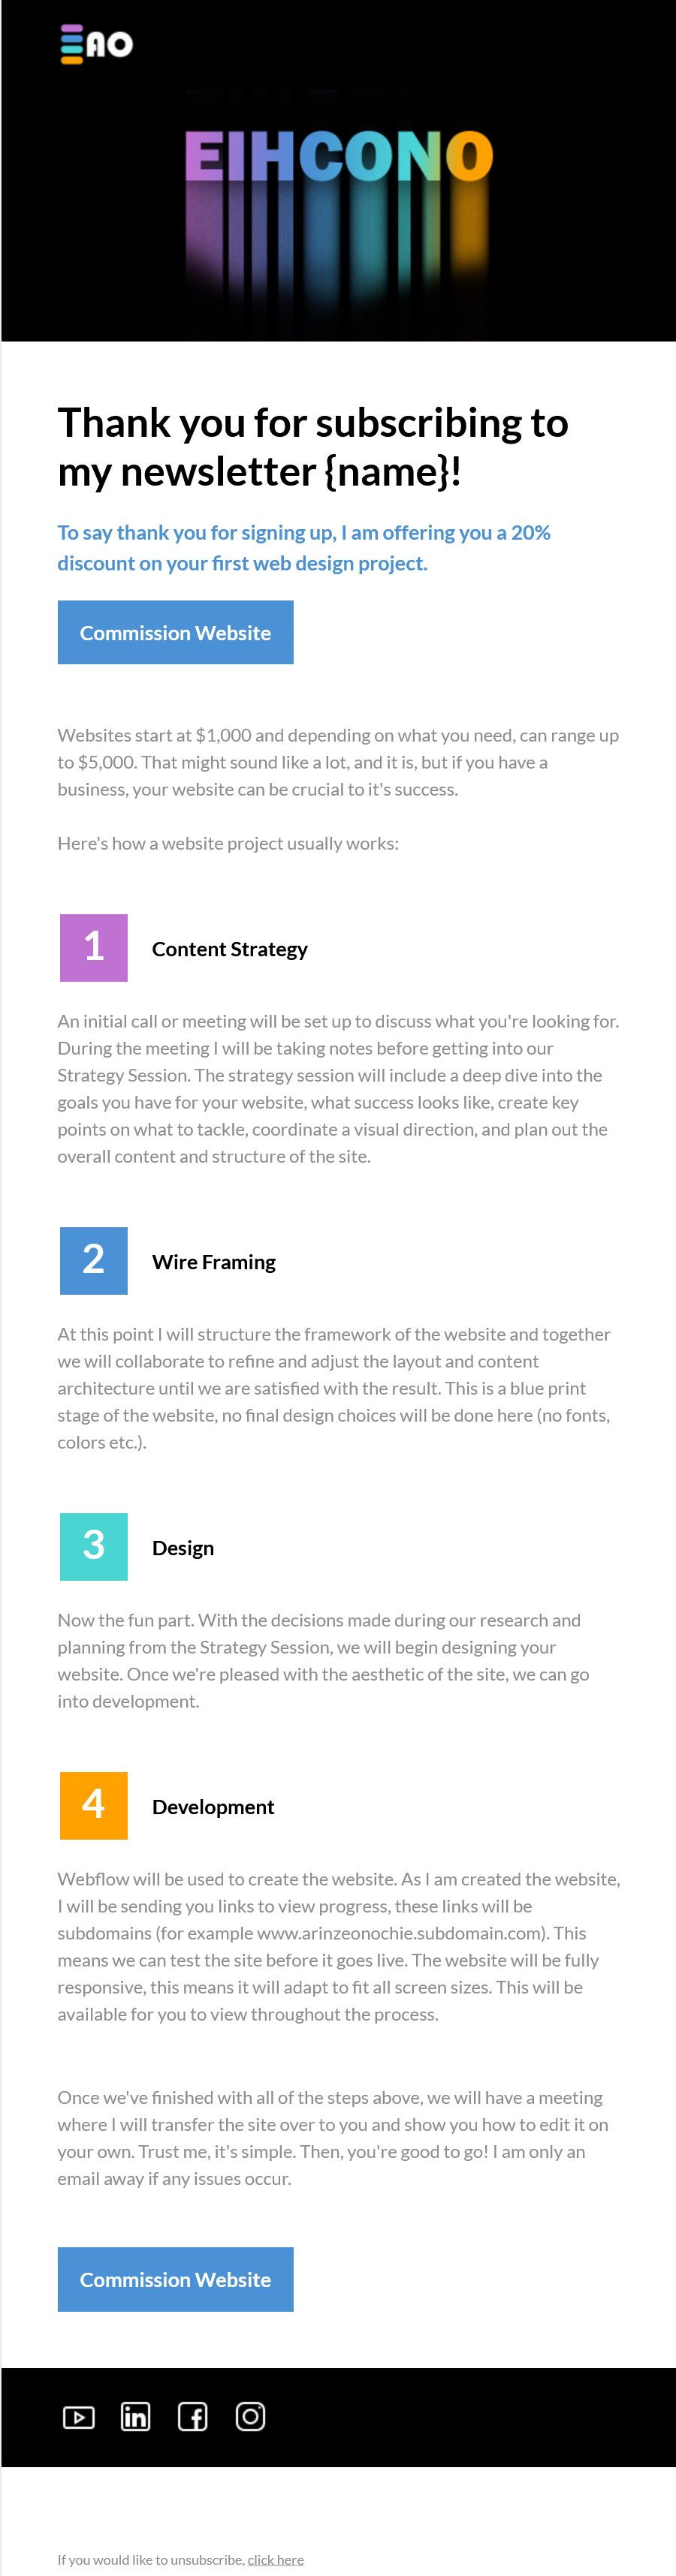 AO
EIHCONO
Thank you for subscribing to
my newsletter {name}!
To say thank you for signing up, I am offering you a 20%
discount on your first web design project.
Commission Website
Websites start at $1,000 and depending on what you need, can range up
to $5,000. That might sound like a lot, and it is, but if you have a
business, your website can be crucial to it's success.
Here's how a website project usually works:
1 Content Strategy
An initial call or meeting will be set up to discuss what you're looking for.
During the meeting I will be taking notes before getting into our
Strategy Session. The strategy session will include a deep dive into the
goals you have for your website, what success looks like, create key
points on what to tackle, coordinate a visual direction, and plan out the
overall content and structure of the site.
2 Wire Framing
At this point I will structure the framework of the website and together
we will collaborate to refine and adjust the layout and content
architecture until we are satisfied with the result. This is a blue print
stage of the website, no final design choices will be done here (no fonts,
colors etc.).
3 Design
Now the fun part. With the decisions made during our research and
planning from the Strategy Session, we will begin designing your
website. Once we're pleased with the aesthetic of the site, we can go
into development.
4 Development
Webflow will be used to create the website. As I am created the website,
I will be sending you links to view progress, these links will be
subdomains (for example www.arinzeonochie.subdomain.com). This
means we can test the site before it goes live. The website will be fully
responsive, this means it will adapt to fit all screen sizes. This will be
available for you to view throughout the process.
Once we've finished with all of the steps above, we will have a meeting
where I will transfer the site over to you and show you how to edit it on
your own. Trust me, it's simple. Then, you're good to go! I am only an
email away if any issues occur.
Commission Website
in
If you would like to unsubscribe, click here